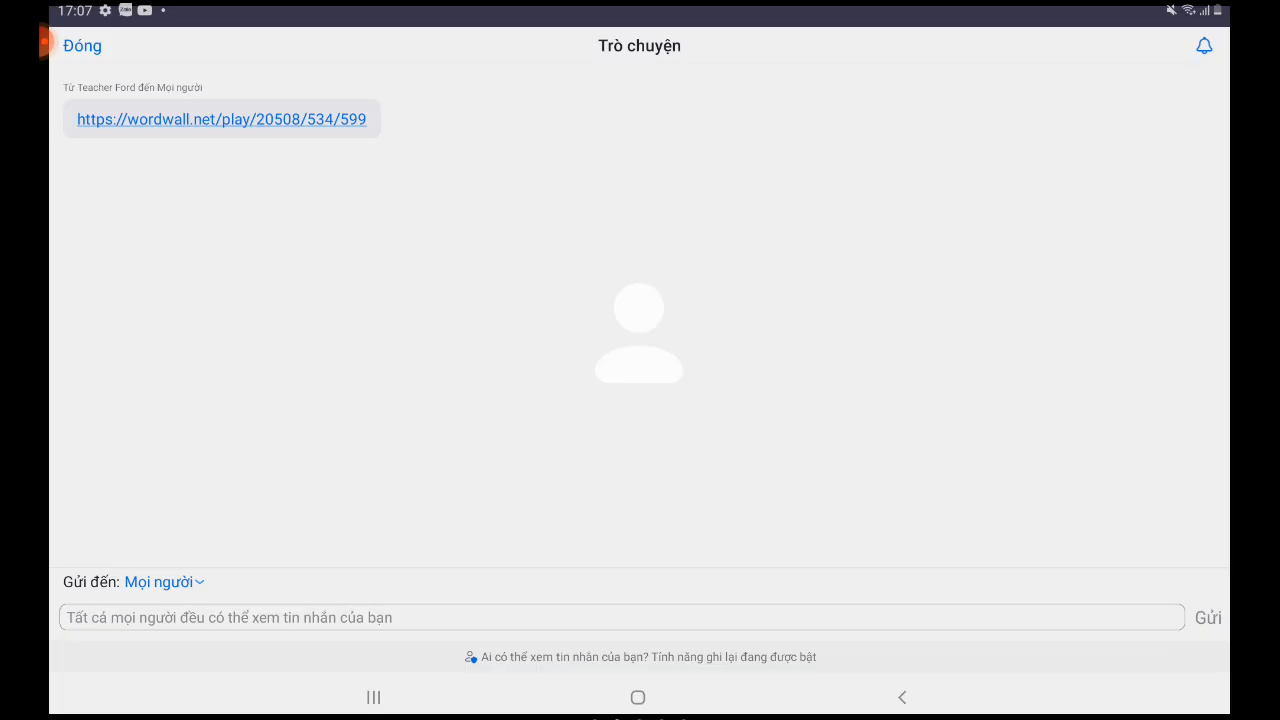 17:07
Đóng
Trò chuyện
Từ Teacher Ford đến Mọi người
https://wordwall.net/play/20508/534/599
Gửi đến: Mọi người
Tất cả mọi người đều có thể xem tin nhắn của bạn
Gửi
Ai có thể xem tin nhắn của bạn? Tính năng ghi lại đang được bật